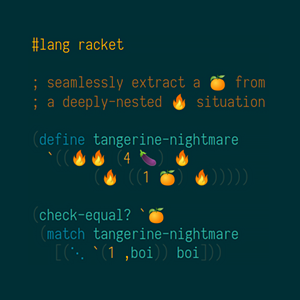 #lang racket
; seamlessly extract a 🍊 from
; a deeply-nested 🔥 situation
(define tangerine-nightmare
`((🔥🔥 (4 🍆) 🔥
(🔥 ((1 🍊) 🔥)))))
(check-equal? `🍊
(match tangerine-nightmare
[(⋱ `(1 ,boi)) boi]))